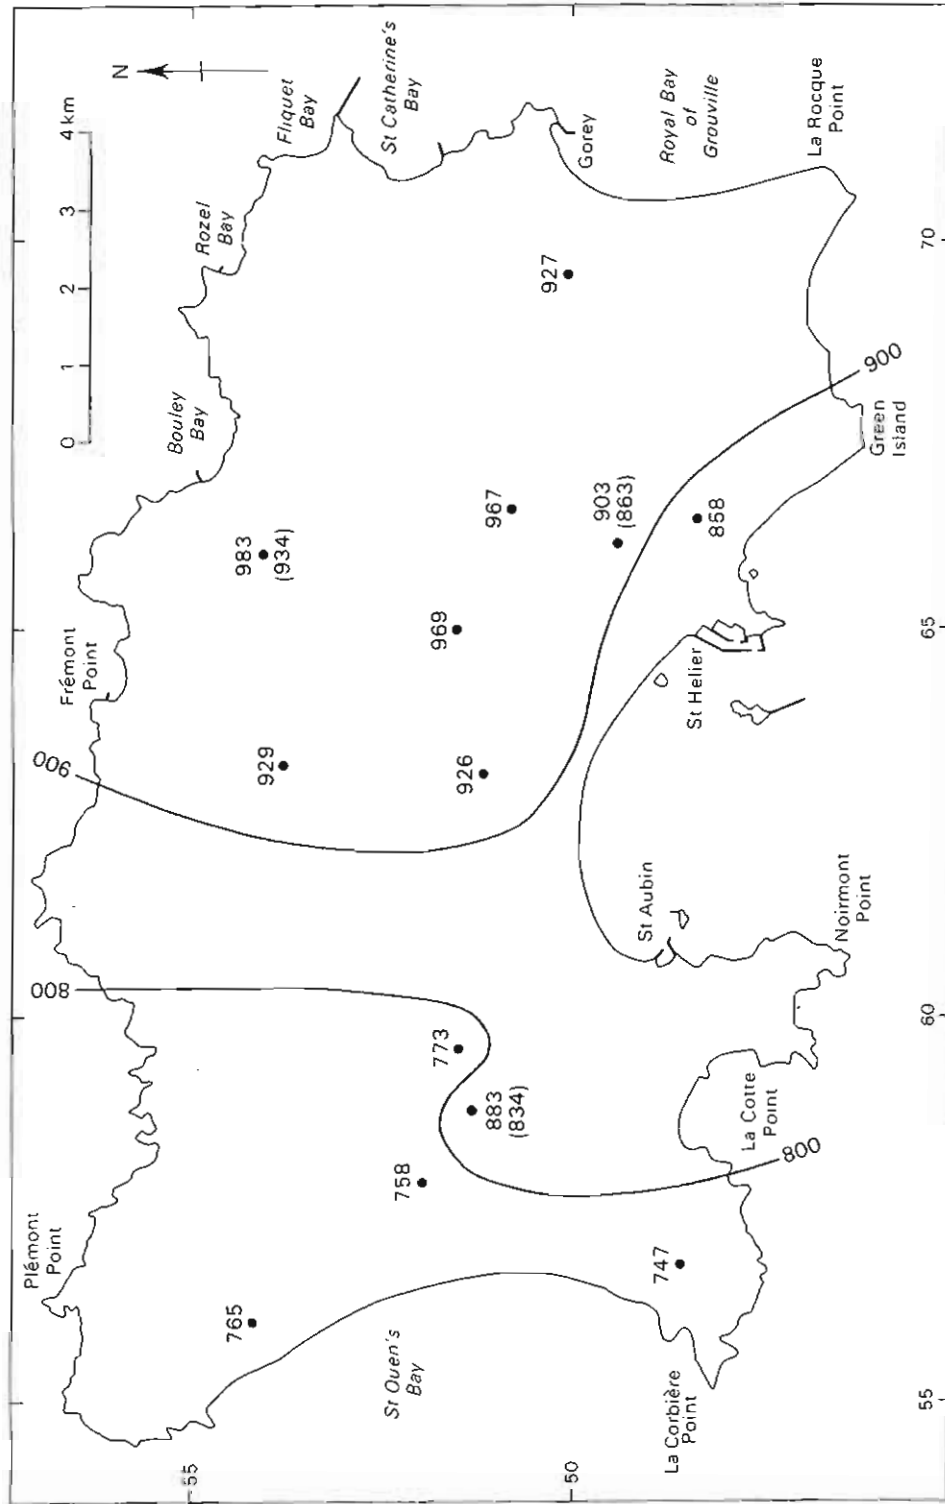 0 1 2 3 4 km
N
Plémont
Point
800
900
Frémont
Point
Bouley
Bay
Rozel
Bay
Fliquet
Bay
St Catherine's
Bay
55
765
929
983
(934)
758
773
883
(834)
926
969
967
927
Gorey
50
St Ouen's
Bay
903
(863)
Royal Bay
of
Grouville
747
St Aubin
St Helier
858
La Corbière
Point
La Cotte
Point
800
Noirmont
Point
Green
Island
900
La Rocque
Point
55
60
65
70